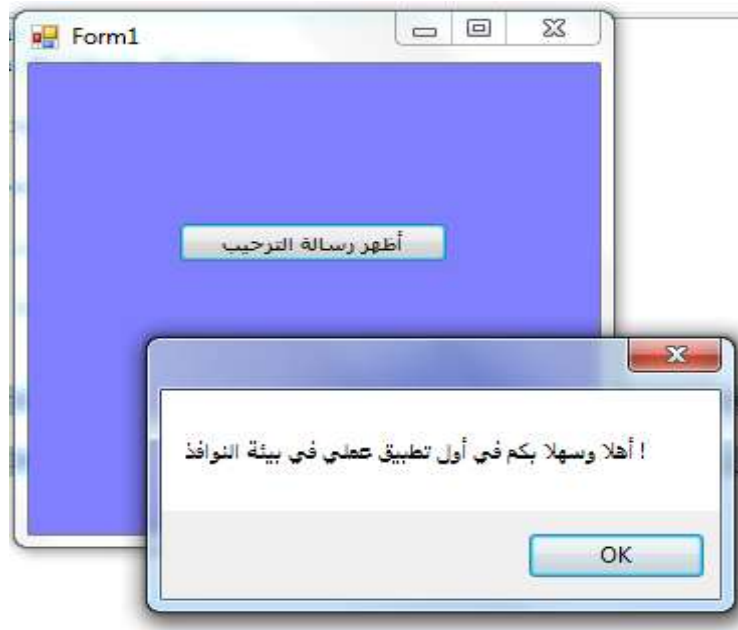 Form1
أظهر رسالة الترحيب
أهلا وسهلا بكم في أول تطبيق عملي في بيئة النوافذ !
OK